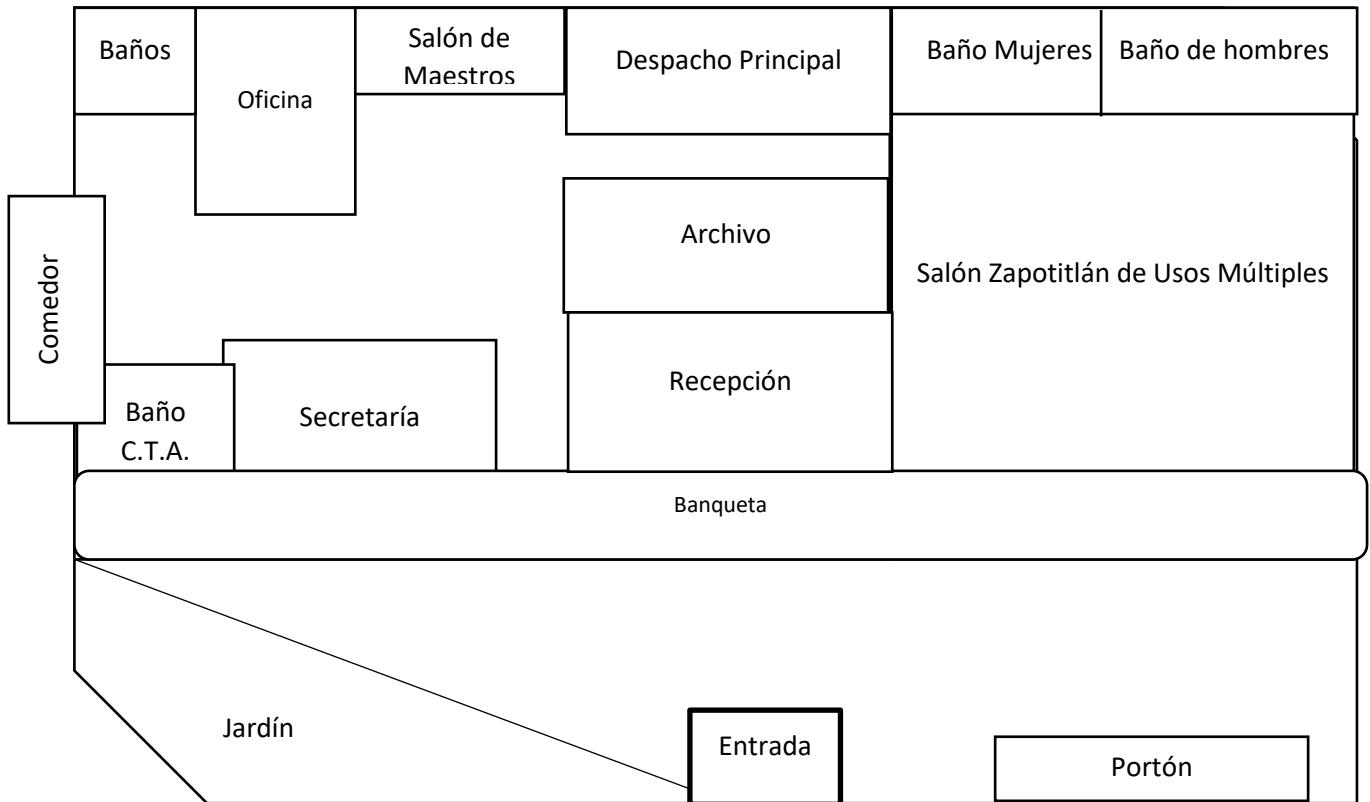 Baños
Oficina
Salón de
Maestros
Despacho Principal
Baño Mujeres
Baño de hombres
Comedor
Archivo
Salón Zapotitlán de Usos Múltiples
Recepción
Baño
C.T.A.
Secretaría
Banqueta
Jardín
Entrada
Portón